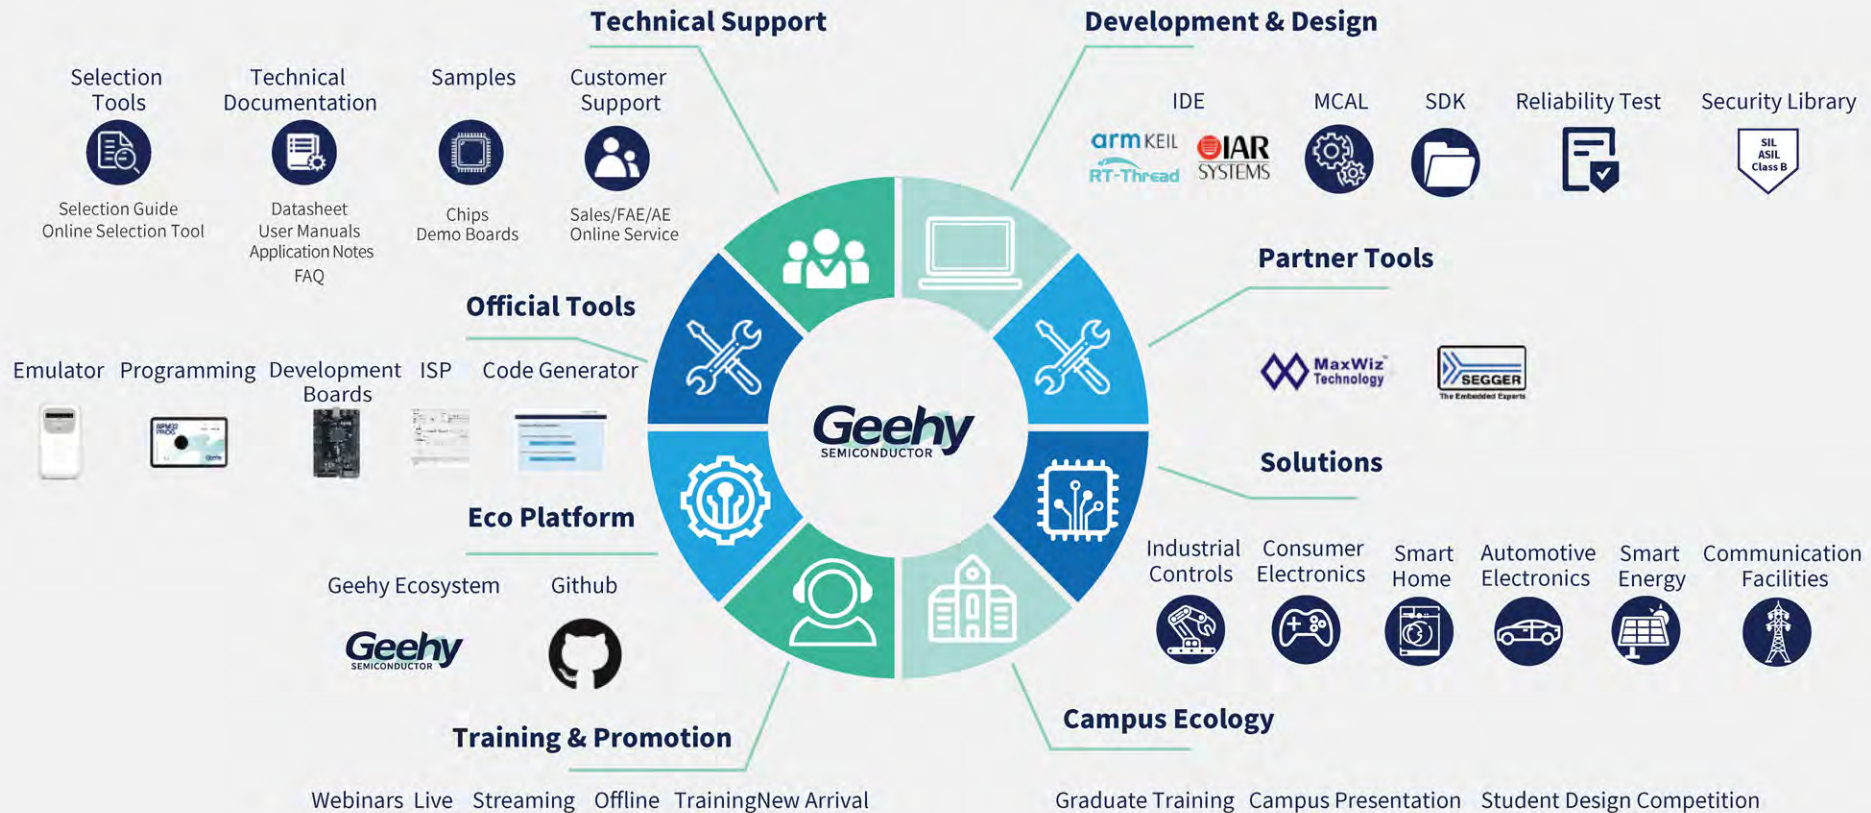 Technical Support
Selection
Tools
Selection Guide
Online Selection Tool
Technical
Documentation
Datasheet
User Manuals
Application Notes
FAQ
Samples
Chips
Demo Boards
Customer
Support
Sales/FAE/AE
Online Service
Development & Design
IDE
arm KEIL
RT-Thread
IAR
SYSTEMS
MCAL
SDK
Reliability Test
Security Library
SIL
ASIL
Class B
Official Tools
Emulator
Programming
Development
Boards
ISP
Code Generator
Partner Tools
MaxWiz
Technology
SEGGER
The Embedded Experts
Geehy
SEMICONDUCTOR
Eco Platform
Geehy Ecosystem
Geehy
SEMICONDUCTOR
Github
Solutions
Industrial
Controls
Consumer
Electronics
Smart
Home
Automotive
Electronics
Smart
Energy
Communication
Facilities
Training & Promotion
Webinars Live Streaming Offline TrainingNew Arrival
Campus Ecology
Graduate Training Campus Presentation Student Design Competition